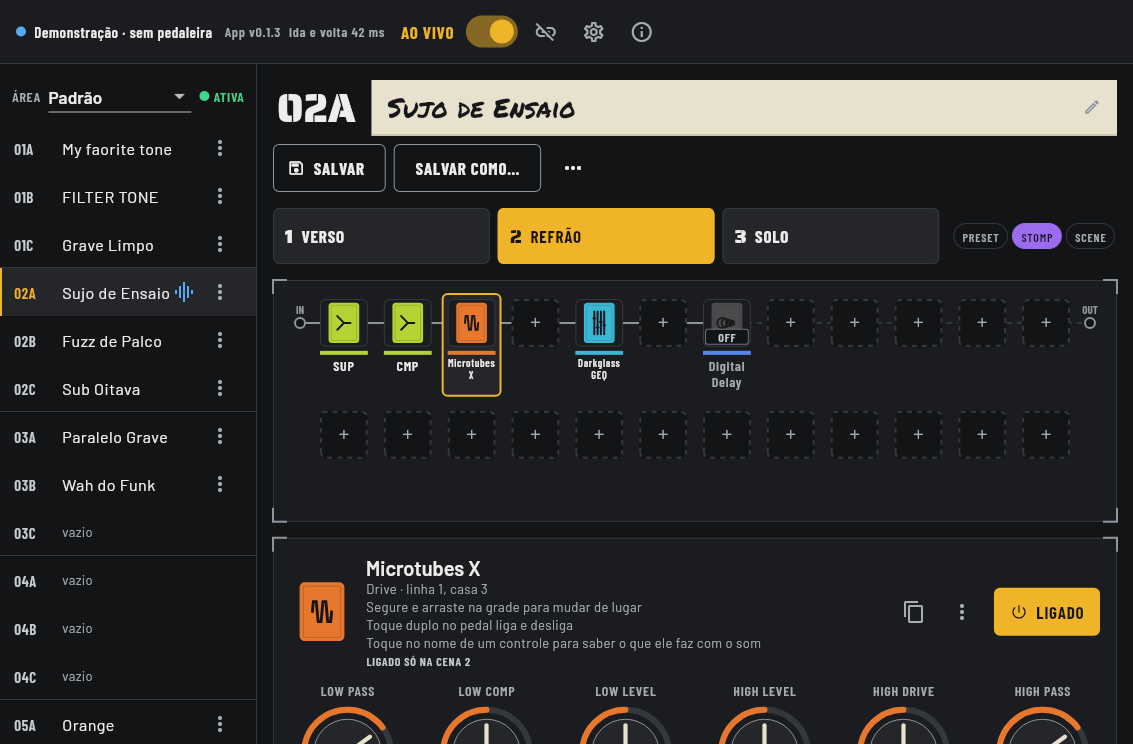 Demonstração · sem pedaleira App v0.1.3 Ida e volta 42 ms AO VIVO
ÁREA Padrão ATIVA
01A My faorite tone
01B FILTER TONE
01C Grave Limpo
02A Sujo de Ensaio
02B Fuzz de Palco
02C Sub Oitava
03A Paralelo Grave
03B Wah do Funk
03C vazio
04A vazio
04B vazio
04C vazio
05A Orange
02A Sujo de Ensaio
SALVAR SALVAR COMO...
1 VERSO 2 REFRÃO 3 SOLO PRESET STOMP SCENE
IN OUT
OFF
SUP CMP Microtubes X Darkglass GEQ Digital Delay
Microtubes X
Drive · linha 1, casa 3
Segure e arraste na grade para mudar de lugar
Toque duplo no pedal liga e desliga
Toque no nome de um controle para saber o que ele faz com o som
LIGADO SÓ NA CENA 2
LIGADO
LOW PASS LOW COMP LOW LEVEL HIGH LEVEL HIGH DRIVE HIGH PASS